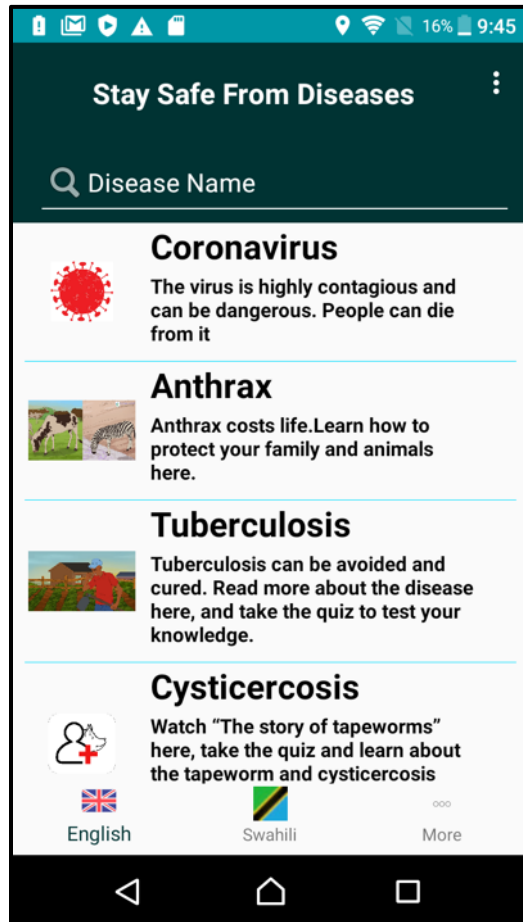 16% 9:45
Stay Safe From Diseases
Disease Name
Coronavirus
The virus is highly contagious and
can be dangerous. People can die
from it
Anthrax
Anthrax costs life.Learn how to
protect your family and animals
here.
Tuberculosis
Tuberculosis can be avoided and
cured. Read more about the disease
here, and take the quiz to test your
knowledge.
Cysticercosis
Watch “The story of tapeworms”
here, take the quiz and learn about
the tapeworm and cysticercosis
English Swahili More